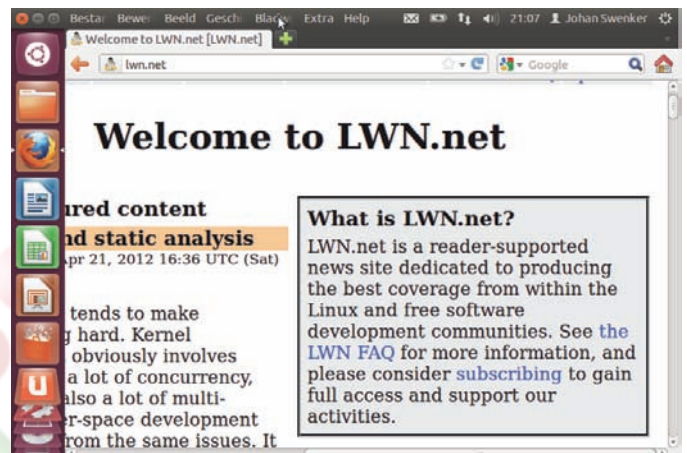 Bestar Bewer Beeld Geschi Bladw Extra Help 21:07 Johan Swenker
Welcome to LWN.net [LWN.net]
lwn.net Google
Welcome to LWN.net
ured content
nd static analysis
Apr 21, 2012 16:36 UTC (Sat)
tends to make
g hard. Kernel
obviously involves
a lot of concurrency,
also a lot of multi-
r-space development
from the same issues. It
What is LWN.net?
LWN.net is a reader-supported
news site dedicated to producing
the best coverage from within the
Linux and free software
development communities. See the
LWN FAQ for more information, and
please consider subscribing to gain
full access and support our
activities.